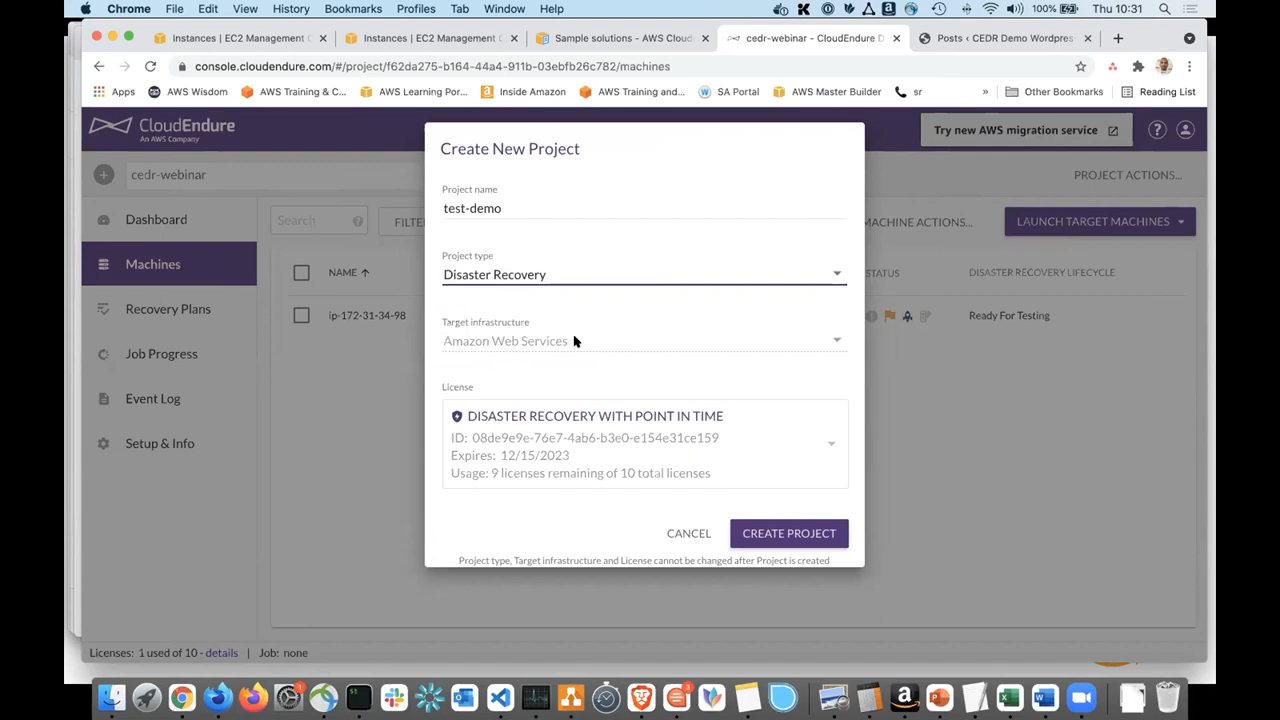 Chrome File Edit View History Bookmarks Profiles Tab Window Help 100% Thu 10:31
Instances | EC2 Management C Instances | EC2 Management C Sample solutions - AWS Cloud cedr-webinar - CloudEndure D Posts ‹ CEDR Demo Wordpres
console.cloudendure.com/#/project/f62da275-b164-44a4-911b-03ebfb26c782/machines
Apps AWS Wisdom AWS Training & C... AWS Learning Por... Inside Amazon AWS Training and... SA Portal AWS Master Builder sr » Other Bookmarks Reading List
CloudEndure
An AWS Company
Try new AWS migration service
cedr-webinar
PROJECT ACTIONS...
Dashboard
Machines
Recovery Plans
Job Progress
Event Log
Setup & Info
Search
FILTE
MACHINE ACTIONS...
LAUNCH TARGET MACHINES
NAME
STATUS
DISASTER RECOVERY LIFECYCLE
ip-172-31-34-98
Ready For Testing
Create New Project
Project name
test-demo
Project type
Disaster Recovery
Target infrastructure
Amazon Web Services
License
DISASTER RECOVERY WITH POINT IN TIME
ID: 08de9e9e-76e7-4ab6-b3e0-e154e31ce159
Expires: 12/15/2023
Usage: 9 licenses remaining of 10 total licenses
CANCEL
CREATE PROJECT
Project type, Target infrastructure and License cannot be changed after Project is created
Licenses: 1 used of 10 - details | Job: none